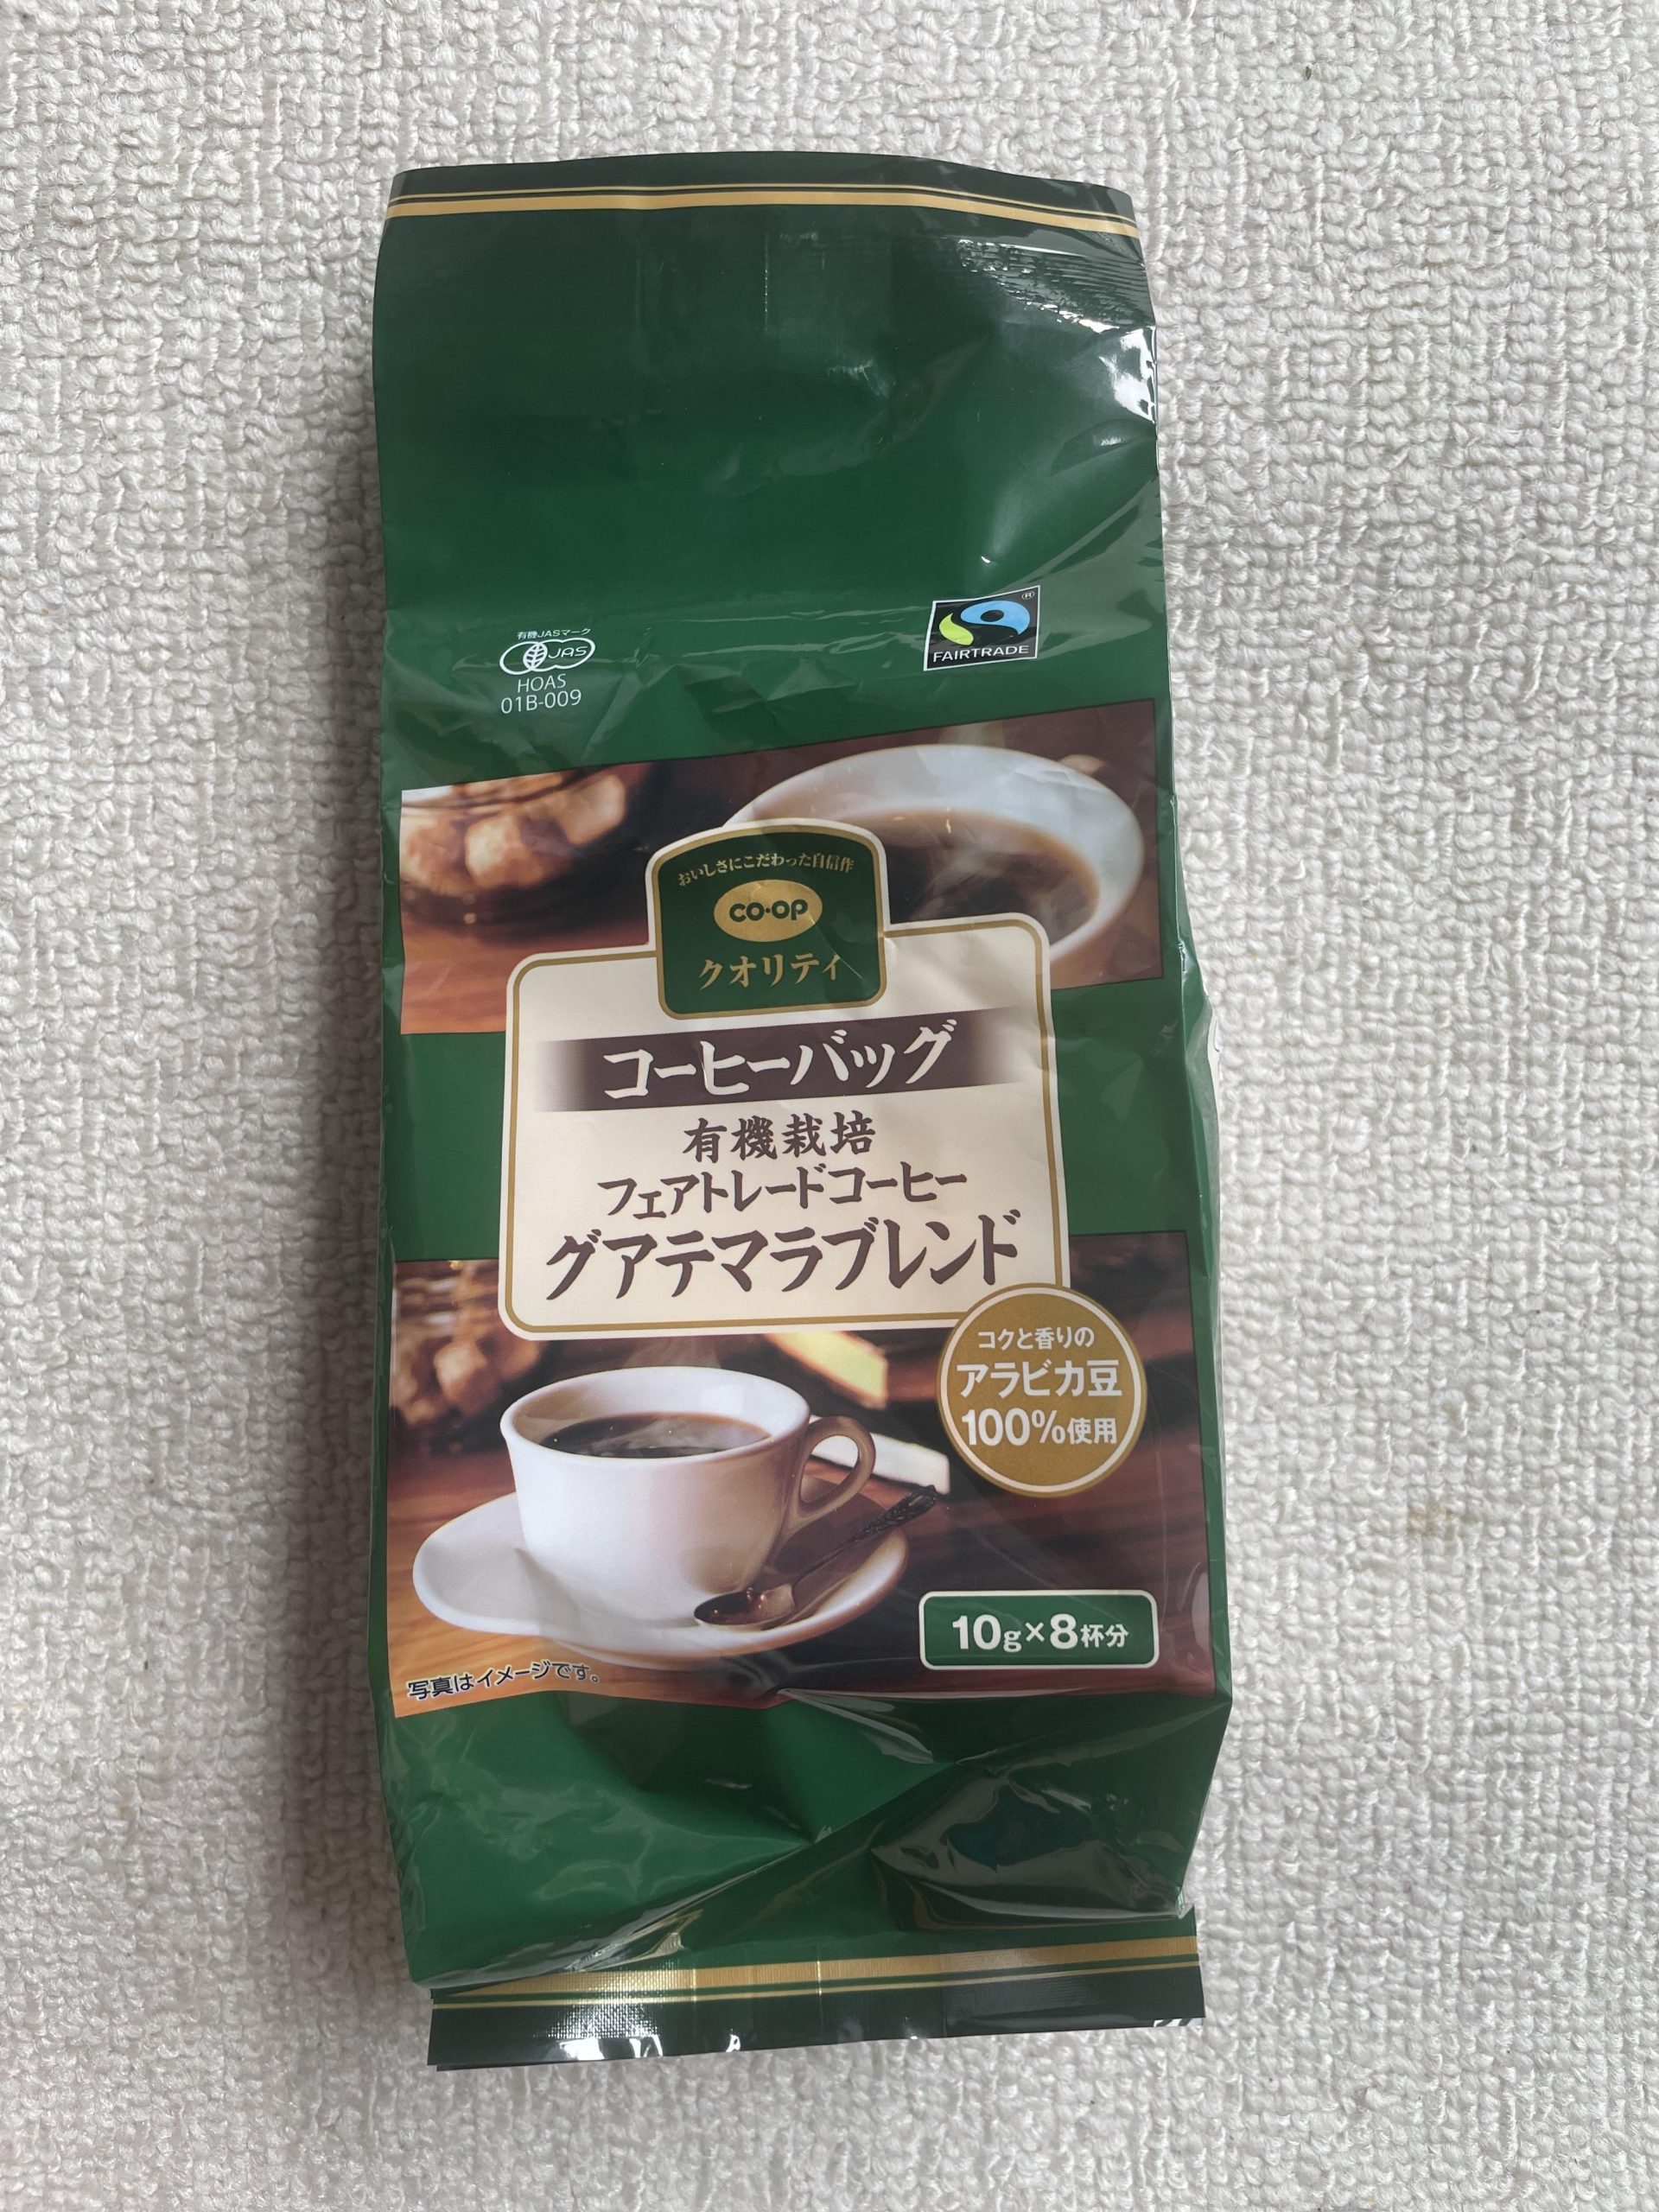 有機JASマーク
JAS
HOAS
01B-009
FAIRTRADE
おいしさにこだわった自信作
co・op
クオリティ
コーヒーバッグ
有機栽培
フェアトレードコーヒー
グアテマラブレンド
コクと香りの
アラビカ豆
100%使用
10g×8杯分
写真はイメージです。